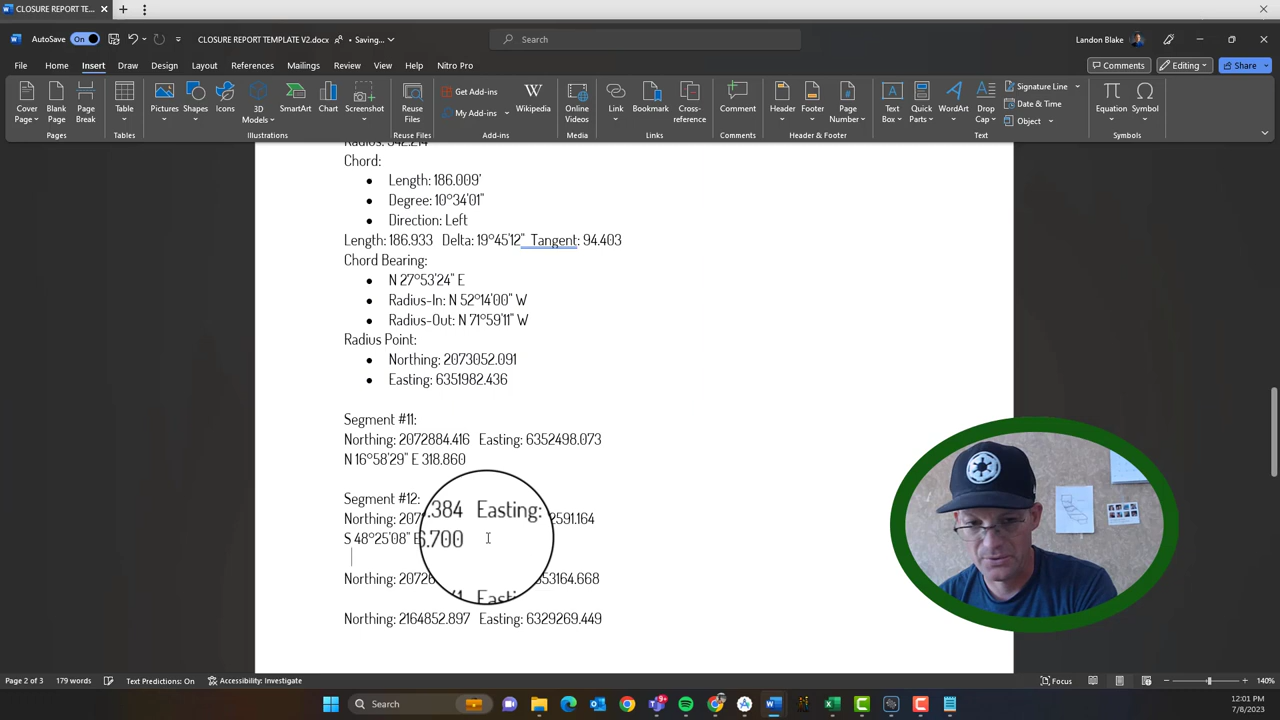 CLOSURE REPORT TE...
AutoSave On CLOSURE REPORT TEMPLATE V2.docx Saving... Search Landon Blake
File Home Insert Draw Design Layout References Mailings Review View Help Nitro Pro Comments Editing Share
Cover Page Blank Page Page Break Table Pictures Shapes Icons 3D Models SmartArt Chart Screenshot Reuse Files Get Add-ins My Add-ins Wikipedia Online Videos Link Bookmark Cross-reference Comment Header Footer Page Number Text Box Quick Parts WordArt Drop Cap Signature Line Date & Time Object Equation Symbol
Pages Tables Illustrations Reuse Files Add-ins Media Links Comments Header & Footer Text Symbols
Chord:
• Length: 186.009'
• Degree: 10°34'01"
• Direction: Left
Length: 186.933 Delta: 19°45'12" Tangent: 94.403
Chord Bearing:
• N 27°53'24" E
• Radius-In: N 52°14'00" W
• Radius-Out: N 71°59'11" W
Radius Point:
• Northing: 2073052.091
• Easting: 6351982.436
Segment #11:
Northing: 2072884.416 Easting: 6352498.073
N 16°58'29" E 318.860
Segment #12:
Northing: .384 Easting: 2591.164
S 48°25'08" E 6.700
Northing: 53164.668
Northing: 2164852.897 Easting: 6329269.449
Page 2 of 3 179 words Text Predictions: On Accessibility: Investigate Focus 140%
Search 12:01 PM
7/8/2023